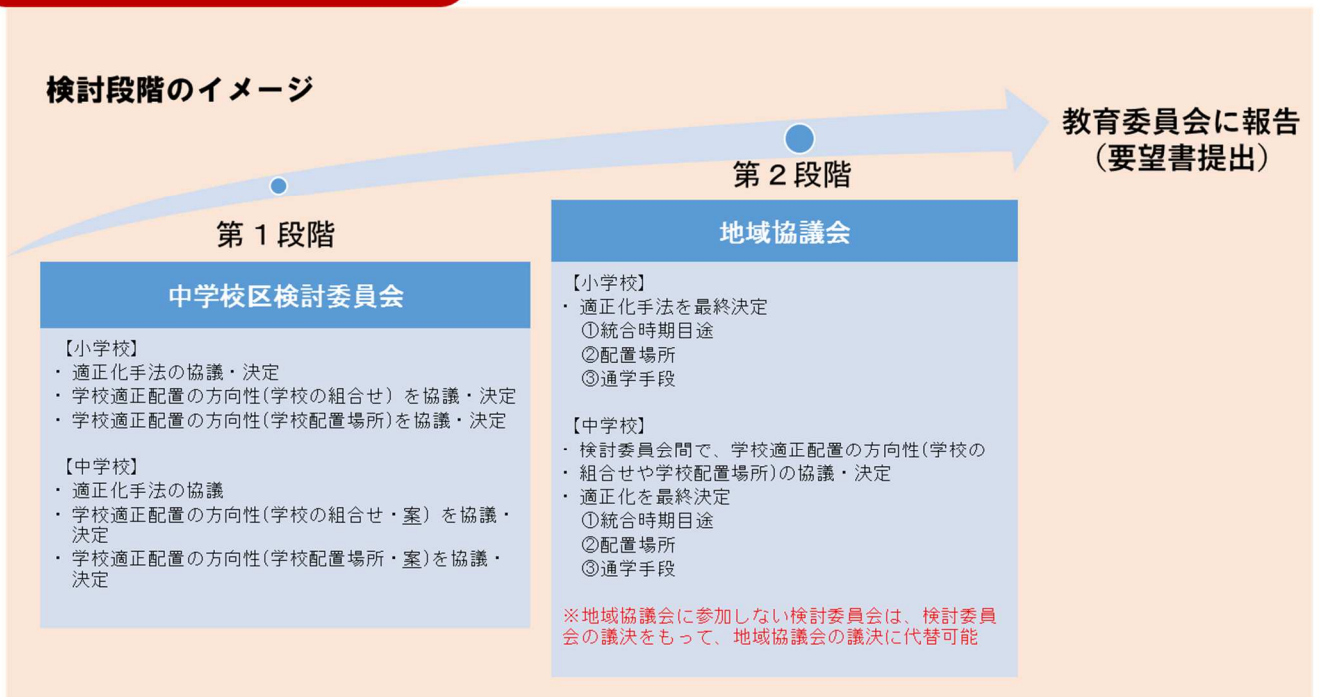 検討段階のイメージ
教育委員会に報告
（要望書提出）
第１段階
第２段階
中学校区検討委員会
【小学校】
・ 適正化手法の協議・決定
・ 学校適正配置の方向性(学校の組合せ）を協議・決定
・ 学校適正配置の方向性(学校配置場所)を協議・決定
【中学校】
・ 適正化手法の協議
・ 学校適正配置の方向性(学校の組合せ・案）を協議・
決定
・ 学校適正配置の方向性(学校配置場所・案)を協議・
決定
地域協議会
【小学校】
・ 適正化手法を最終決定
①統合時期目途
②配置場所
③通学手段
【中学校】
・ 検討委員会間で、学校適正配置の方向性(学校の
・ 組合せや学校配置場所)の協議・決定
・ 適正化を最終決定
①統合時期目途
②配置場所
③通学手段
※地域協議会に参加しない検討委員会は、検討委員
会の議決をもって、地域協議会の議決に代替可能